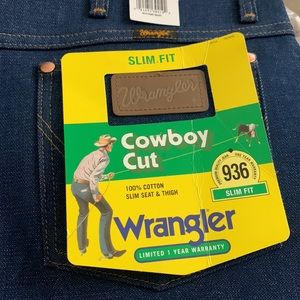 Wrangler
SLIM FIT
Wrangler
Cowboy
Cut
100% COTTON
SLIM SEAT & THIGH
936
SLIM FIT
Wrangler
LIMITED 1 YEAR WARRANTY